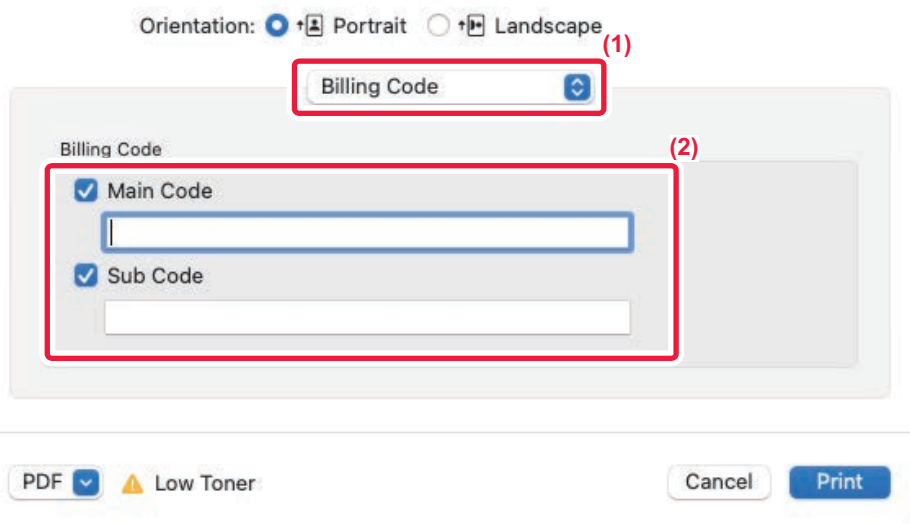 Orientation: Portrait Landscape
(1)
Billing Code
Billing Code
(2)
Main Code
Sub Code
PDF Low Toner Cancel Print